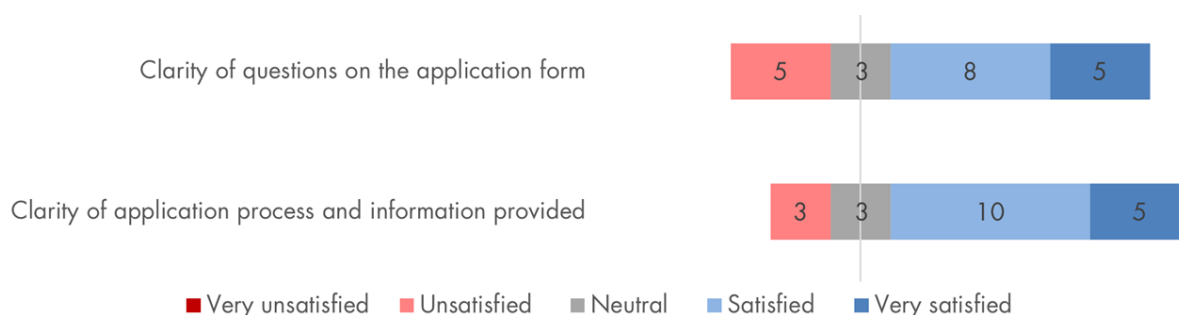 Clarity of questions on the application form
5 3 8 5
Clarity of application process and information provided
3 3 10 5
Very unsatisfied Unsatisfied Neutral Satisfied Very satisfied